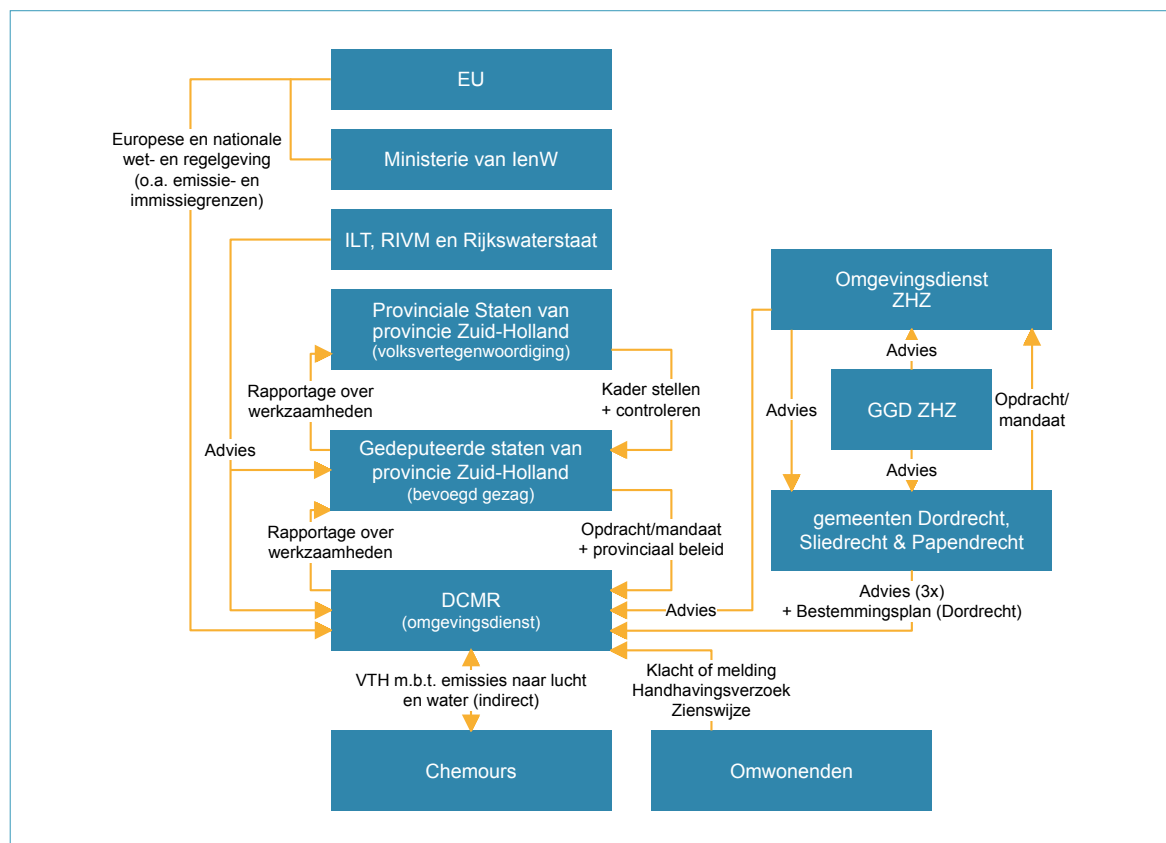 EU
Europese en nationale
wet- en regelgeving
(o.a. emissie- en
immissiegrenzen)
Ministerie van IenW
ILT, RIVM en Rijkswaterstaat
Omgevingsdienst
ZHZ
Provinciale Staten van
provincie Zuid-Holland
(volksvertegenwoordiging)
Rapportage over
werkzaamheden
Kader stellen
+ controleren
Advies
Advies
GGD ZHZ
Opdracht/
mandaat
Advies
Advies
Gedeputeerde staten van
provincie Zuid-Holland
(bevoegd gezag)
Rapportage over
werkzaamheden
Opdracht/mandaat
+ provinciaal beleid
gemeenten Dordrecht,
Sliedrecht & Papendrecht
DCMR
(omgevingsdienst)
Advies
Advies (3x)
+ Bestemmingsplan (Dordrecht)
VTH m.b.t. emissies naar lucht
en water (indirect)
Klacht of melding
Handhavingsverzoek
Zienswijze
Chemours
Omwonenden